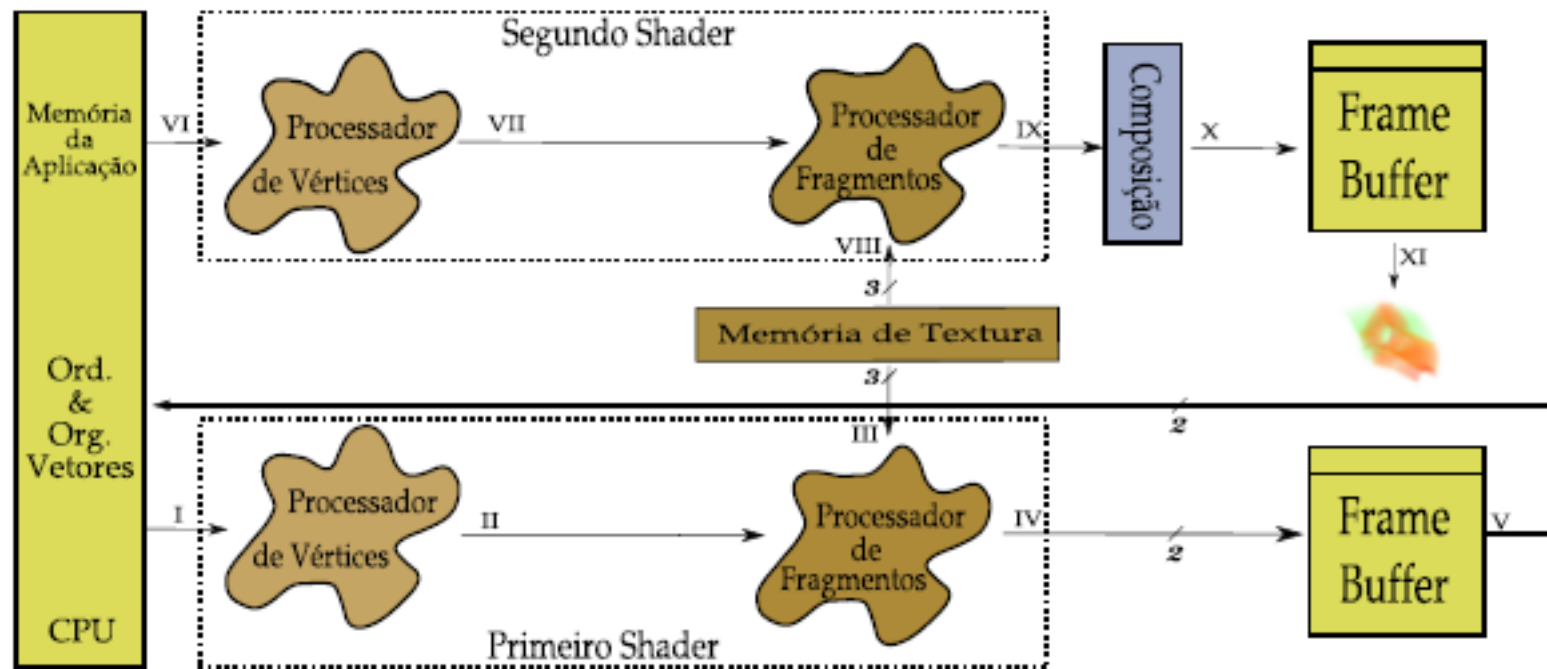 Segundo Shader
Memória
da
Aplicação
VI
Processador
de Vértices
VII
Processador
de
Fragmentos
VIII
IX
Composição
X
Frame
Buffer
XI
3
Memória de Textura
3
Ord.
&
Org.
Vetores
CPU
2
I
Processador
de Vértices
II
III
Processador
de
Fragmentos
IV
2
Frame
Buffer
V
Primeiro Shader